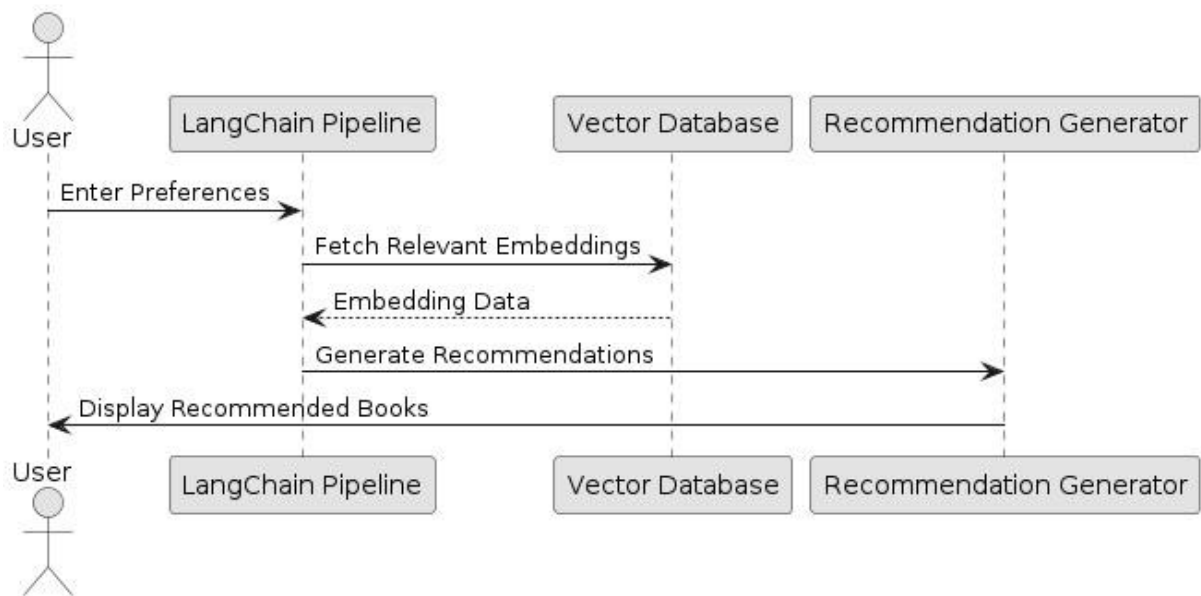 User
LangChain Pipeline
Vector Database
Recommendation Generator
Enter Preferences
Fetch Relevant Embeddings
Embedding Data
Generate Recommendations
Display Recommended Books
User
LangChain Pipeline
Vector Database
Recommendation Generator